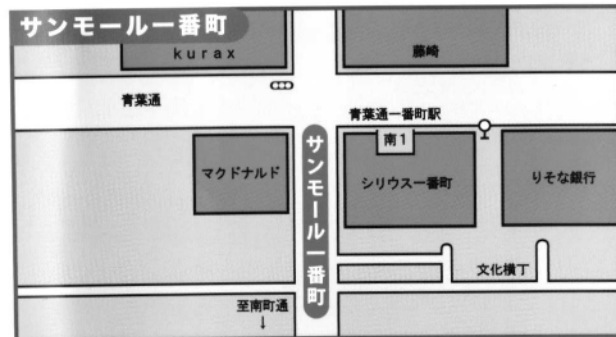 サンモール一番町
kurax
藤崎
青葉通
青葉通一番町駅
南1
マクドナルド
サンモール一番町
シリウス一番町
りそな銀行
文化横丁
至南町通
↓